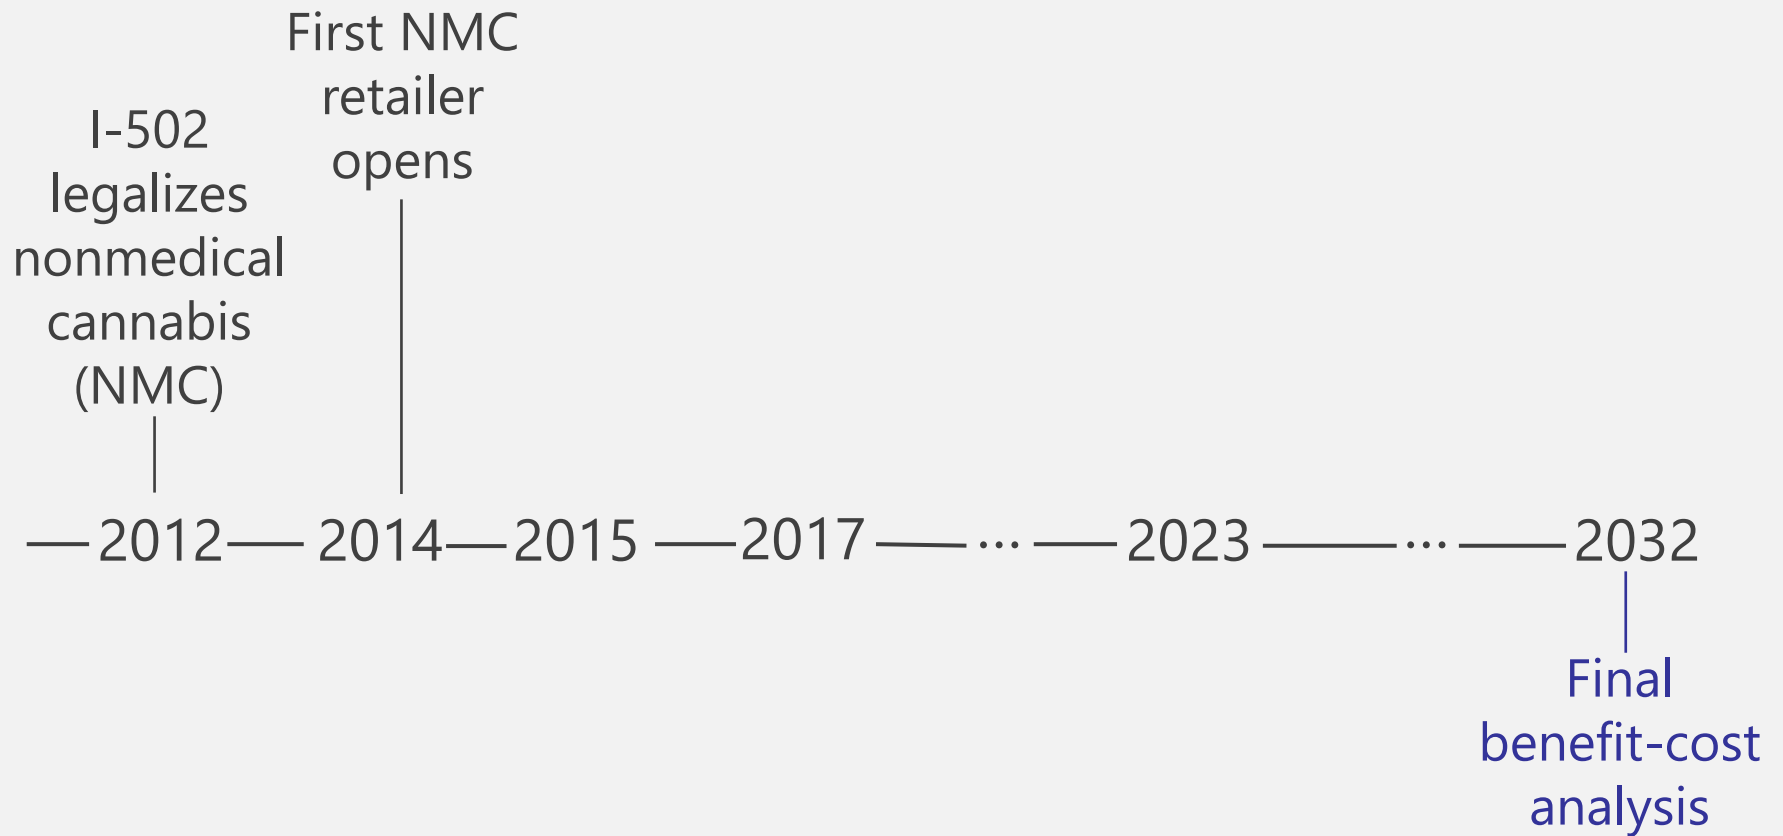 First NMC
retailer
opens
I-502
legalizes
nonmedical
cannabis
(NMC)
2012 2014 2015 2017 ... 2023 ... 2032
Final
benefit-cost
analysis